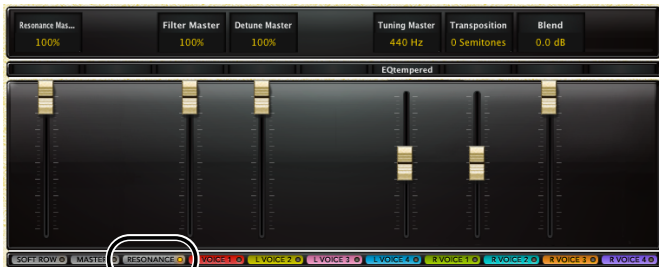 Resonance Mas... Filter Master Detune Master Tuning Master Transposition Blend
100% 100% 100% 440 Hz 0 Semitones 0.0 dB
EQtempered
SOFT ROW MASTER RESONANCE L VOICE 1 L VOICE 2 L VOICE 3 L VOICE 4 R VOICE 1 R VOICE 2 R VOICE 3 R VOICE 4